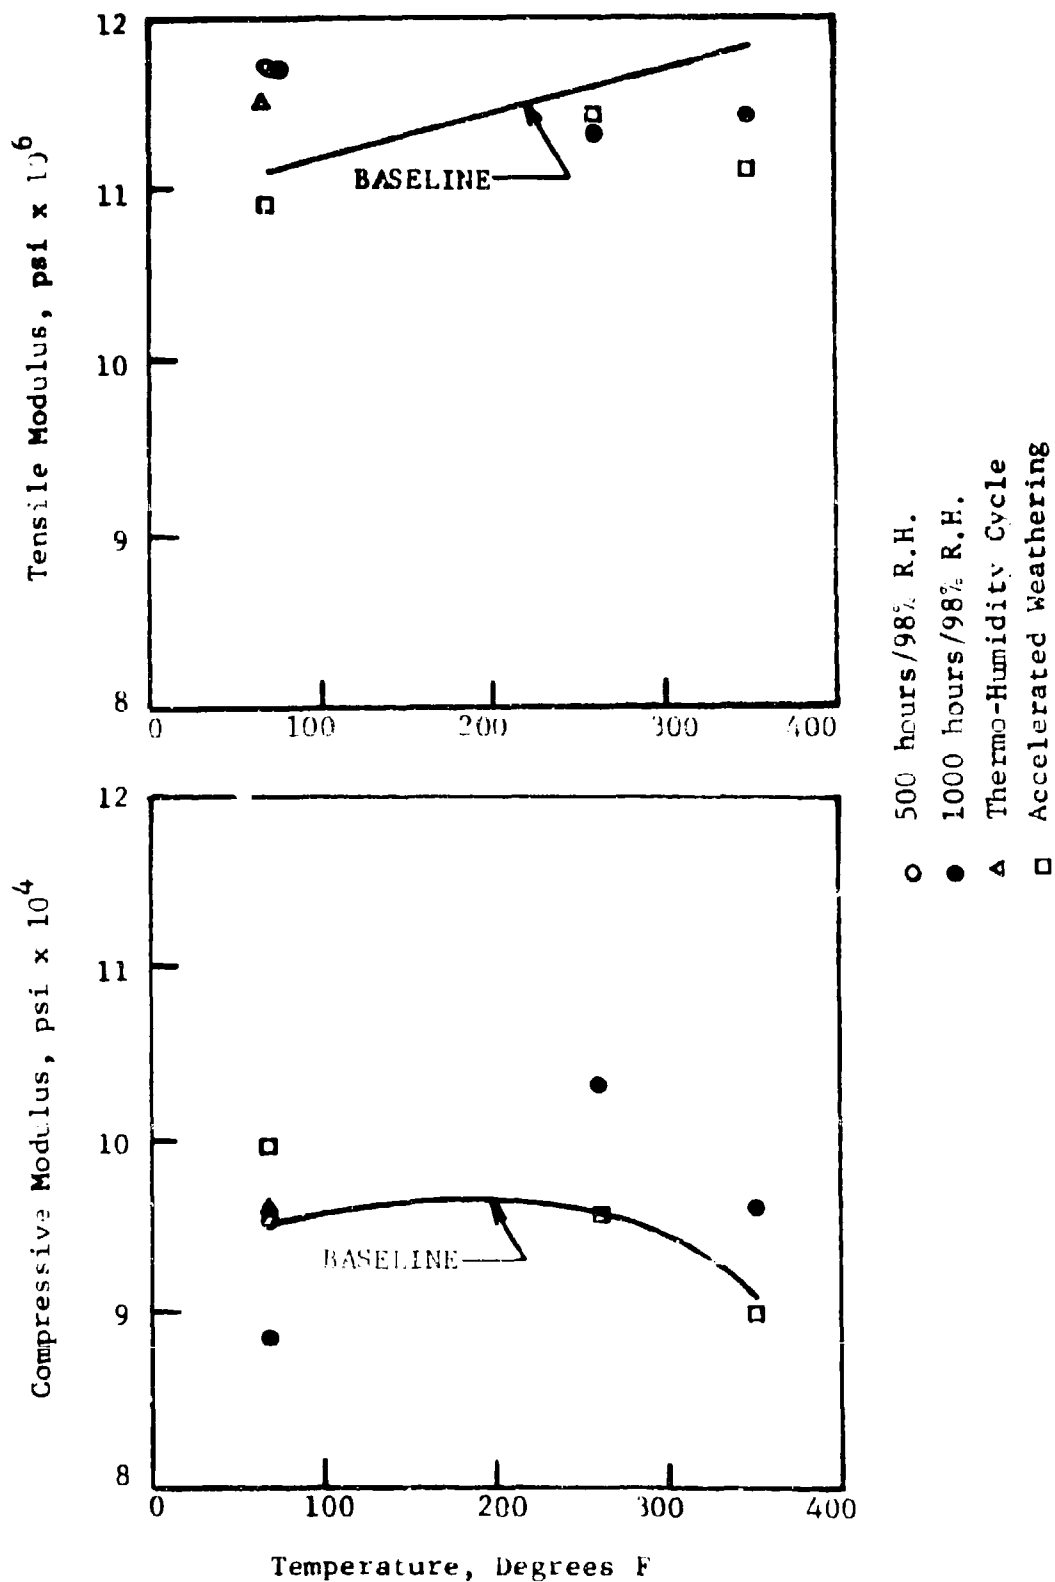 12
11
10
9
8
Tensile Modulus, psi x 10^6
BASELINE
0 100 200 300 400
12
11
10
9
8
Compressive Modulus, psi x 10^4
BASELINE
0 100 200 300 400
Temperature, Degrees F
500 hours/98% R.H.
1000 hours/98% R.H.
Thermo-Humidity Cycle
Accelerated Weathering